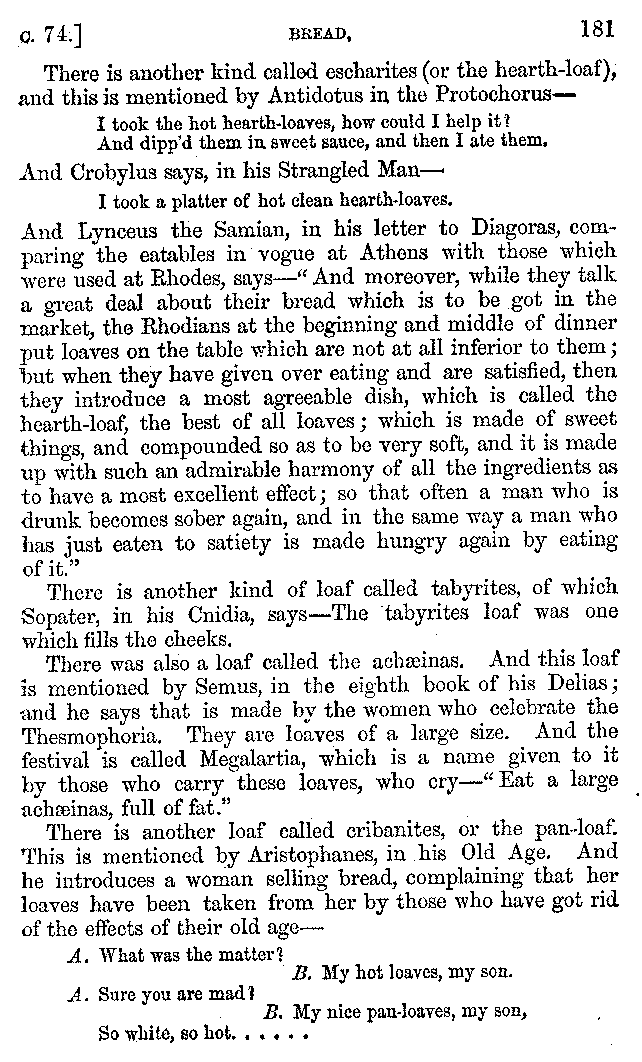 C. 74.] BREAD. 181
There is another kind called escharites (or the hearth-loaf),
and this is mentioned by Antidotus in the Protochorus—
I took the hot hearth-loaves, how could I help it?
And dipp'd them in sweet sauce, and then I ate them.
And Crobylus says, in his Strangled Man—
I took a platter of hot clean hearth-loaves.
And Lynceus the Samian, in his letter to Diagoras, com-
paring the eatables in vogue at Athens with those which
were used at Rhodes, says—“ And moreover, while they talk
a great deal about their bread which is to be got in the
market, the Rhodians at the beginning and middle of dinner
put loaves on the table which are not at all inferior to them ;
but when they have given over eating and are satisfied, then
they introduce a most agreeable dish, which is called the
hearth-loaf, the best of all loaves ; which is made of sweet
things, and compounded so as to be very soft, and it is made
up with such an admirable harmony of all the ingredients as
to have a most excellent effect ; so that often a man who is
drunk becomes sober again, and in the same way a man who
has just eaten to satiety is made hungry again by eating
of it.”
There is another kind of loaf called tabyrites, of which
Sopater, in his Cnidia, says—The tabyrites loaf was one
which fills the cheeks.
There was also a loaf called the achæinas. And this loaf
is mentioned by Semus, in the eighth book of his Delias ;
and he says that is made by the women who celebrate the
Thesmophoria. They are loaves of a large size. And the
festival is called Megalartia, which is a name given to it
by those who carry these loaves, who cry—“ Eat a large
achæinas, full of fat.”
There is another loaf called cribanites, or the pan-loaf.
This is mentioned by Aristophanes, in his Old Age. And
he introduces a woman selling bread, complaining that her
loaves have been taken from her by those who have got rid
of the effects of their old age—
A. What was the matter?
B. My hot loaves, my son.
A. Sure you are mad?
B. My nice pan-loaves, my son,
So white, so hot. . . . . .